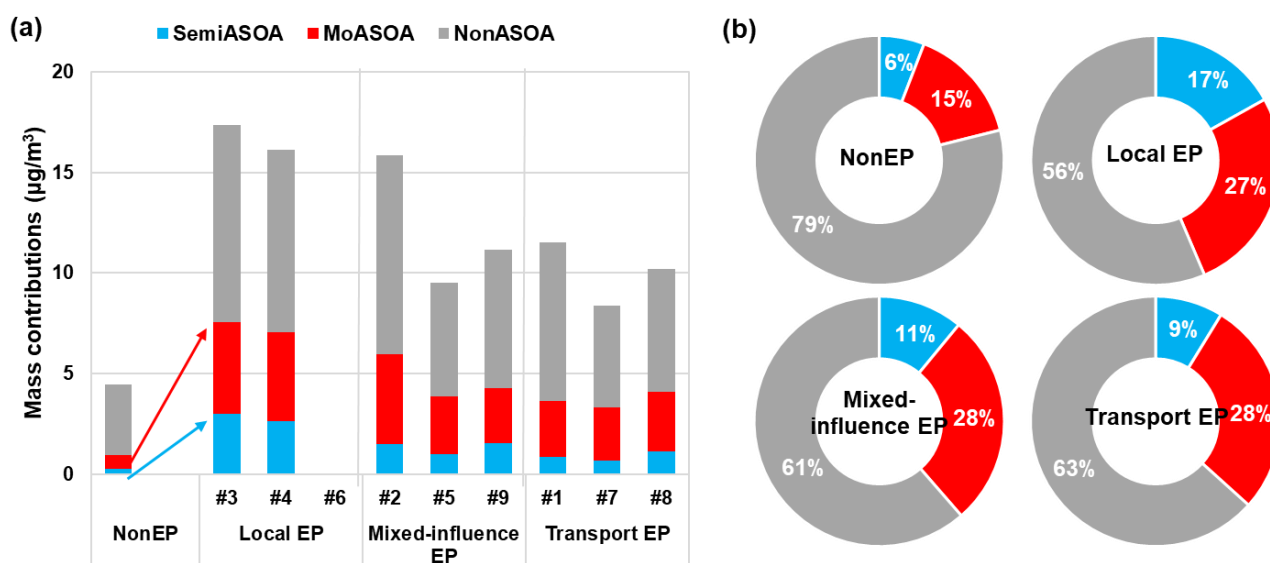 (a)
SemiASOA MoASOA NonASOA
Mass contributions (µg/m³)
20
15
10
5
0
#3 #4 #6 #2 #5 #9 #1 #7 #8
NonEP Local EP Mixed-influence EP Transport EP
(b)
6%
15%
79%
NonEP
17%
27%
56%
Local EP
11%
28%
61%
Mixed-
influence EP
9%
28%
63%
Transport EP